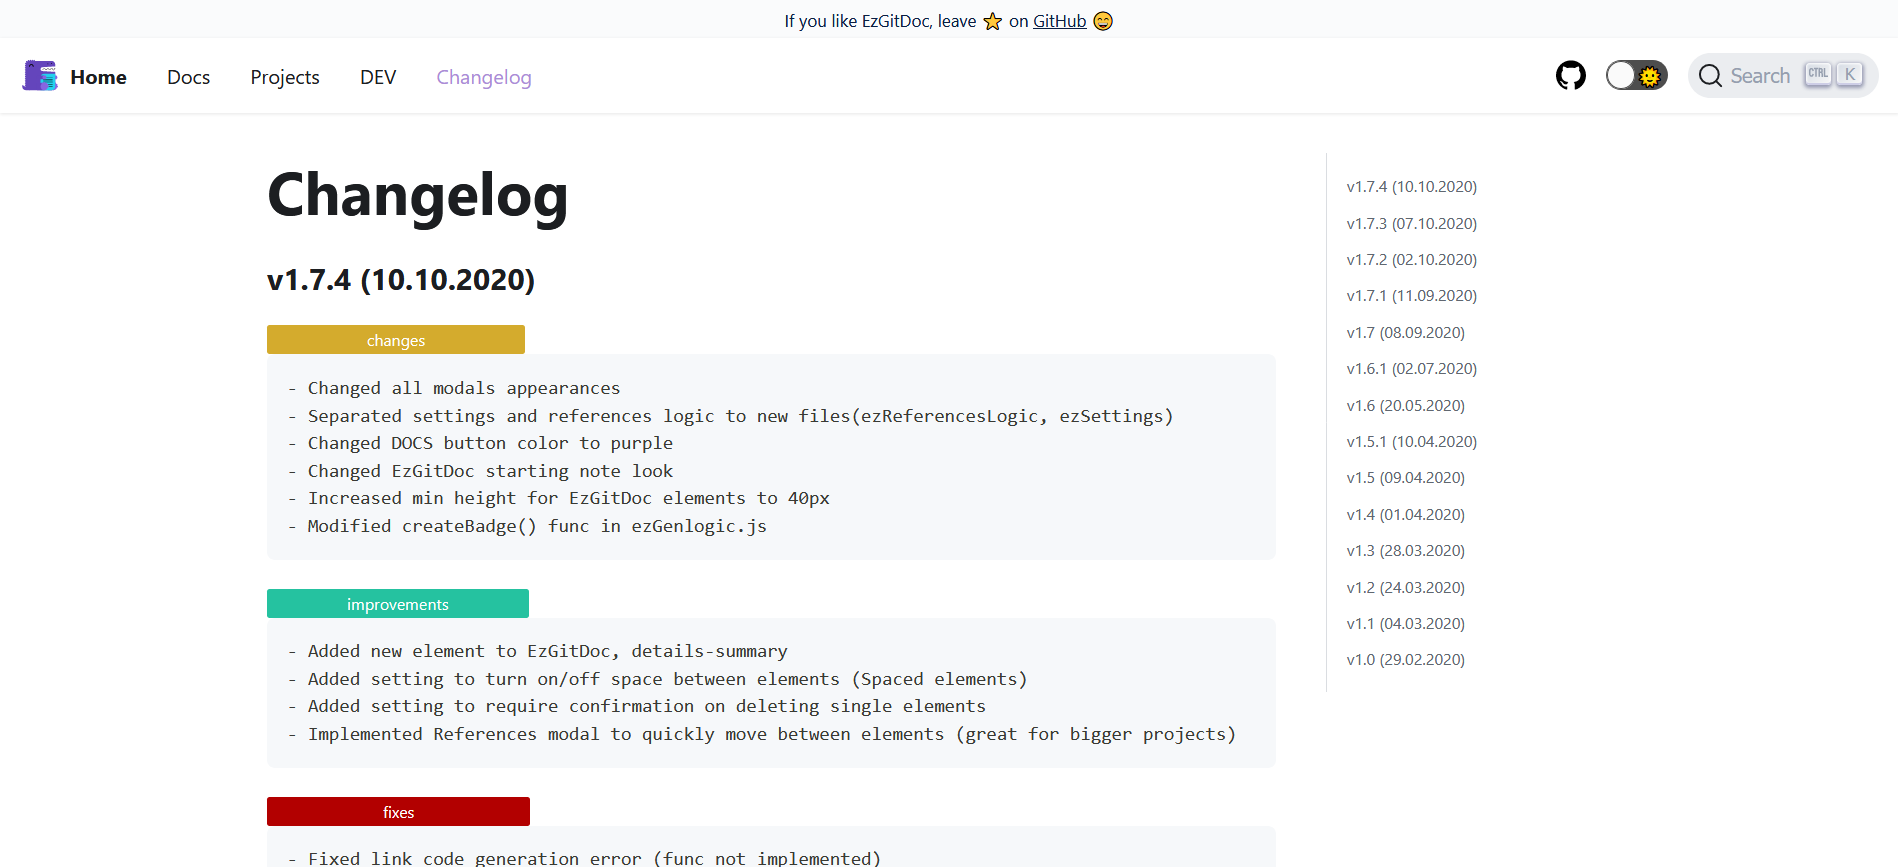 If you like EzGitDoc, leave ⭐ on GitHub 😄
Home Docs Projects DEV Changelog Search CTRL K
Changelog
v1.7.4 (10.10.2020)
changes
- Changed all modals appearances
- Separated settings and references logic to new files(ezReferencesLogic, ezSettings)
- Changed DOCS button color to purple
- Changed EzGitDoc starting note look
- Increased min height for EzGitDoc elements to 40px
- Modified createBadge() func in ezGenlogic.js
improvements
- Added new element to EzGitDoc, details-summary
- Added setting to turn on/off space between elements (Spaced elements)
- Added setting to require confirmation on deleting single elements
- Implemented References modal to quickly move between elements (great for bigger projects)
fixes
- Fixed link code generation error (func not implemented)
v1.7.4 (10.10.2020)
v1.7.3 (07.10.2020)
v1.7.2 (02.10.2020)
v1.7.1 (11.09.2020)
v1.7 (08.09.2020)
v1.6.1 (02.07.2020)
v1.6 (20.05.2020)
v1.5.1 (10.04.2020)
v1.5 (09.04.2020)
v1.4 (01.04.2020)
v1.3 (28.03.2020)
v1.2 (24.03.2020)
v1.1 (04.03.2020)
v1.0 (29.02.2020)